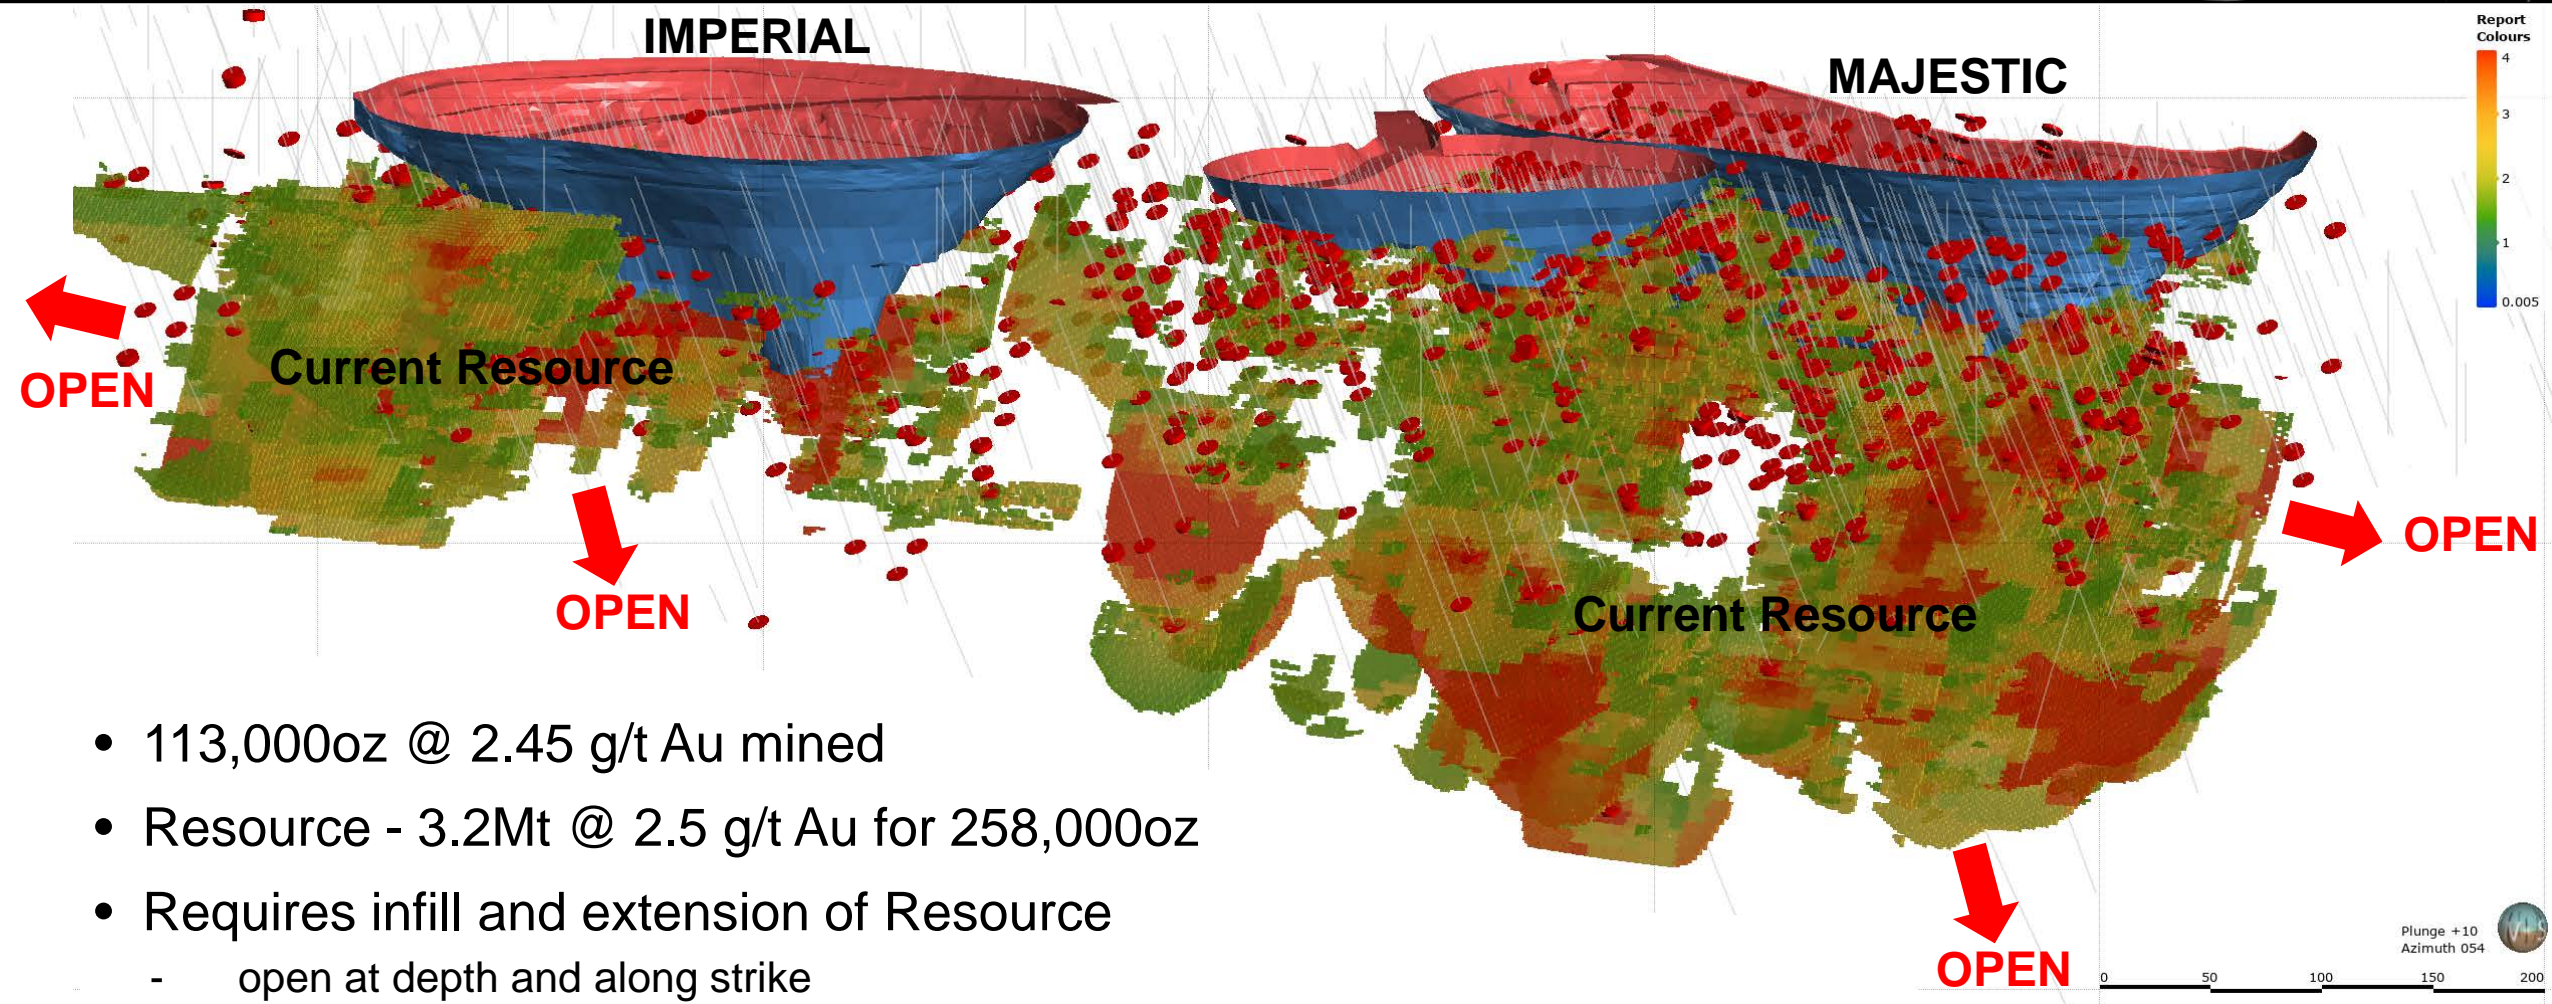 IMPERIAL
MAJESTIC
Report
Colours
4
3
2
1
0.005
Current Resource
OPEN
OPEN
OPEN
Current Resource
• 113,000oz @ 2.45 g/t Au mined
• Resource - 3.2Mt @ 2.5 g/t Au for 258,000oz
• Requires infill and extension of Resource
- open at depth and along strike
OPEN
Plunge +10
Azimuth 054
0 50 100 150 200